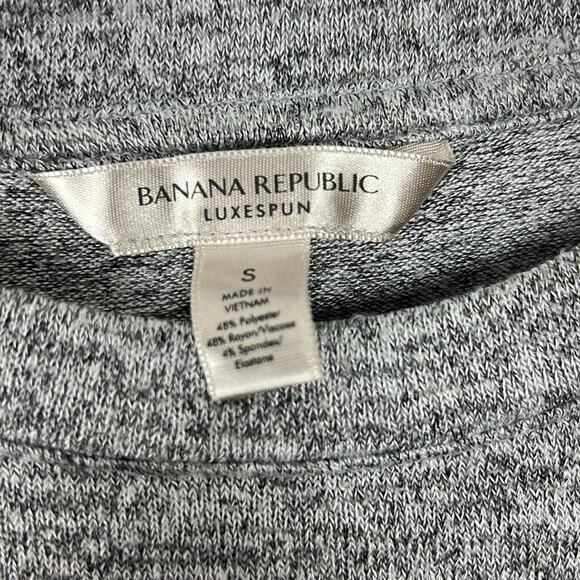 BANANA REPUBLIC
LUXESPUN
S
MADE IN
VIETNAM
48% Polyester/
48% Rayon/Viscose
4% Spandex/
Elastane